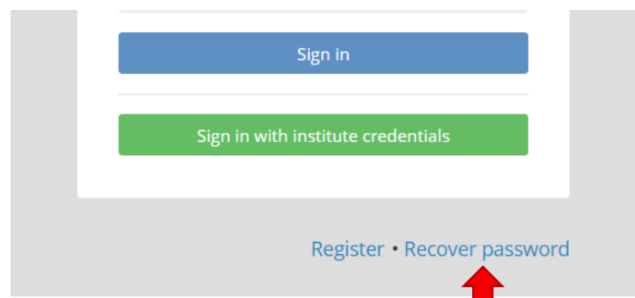 Sign in
Sign in with institute credentials
Register • Recover password